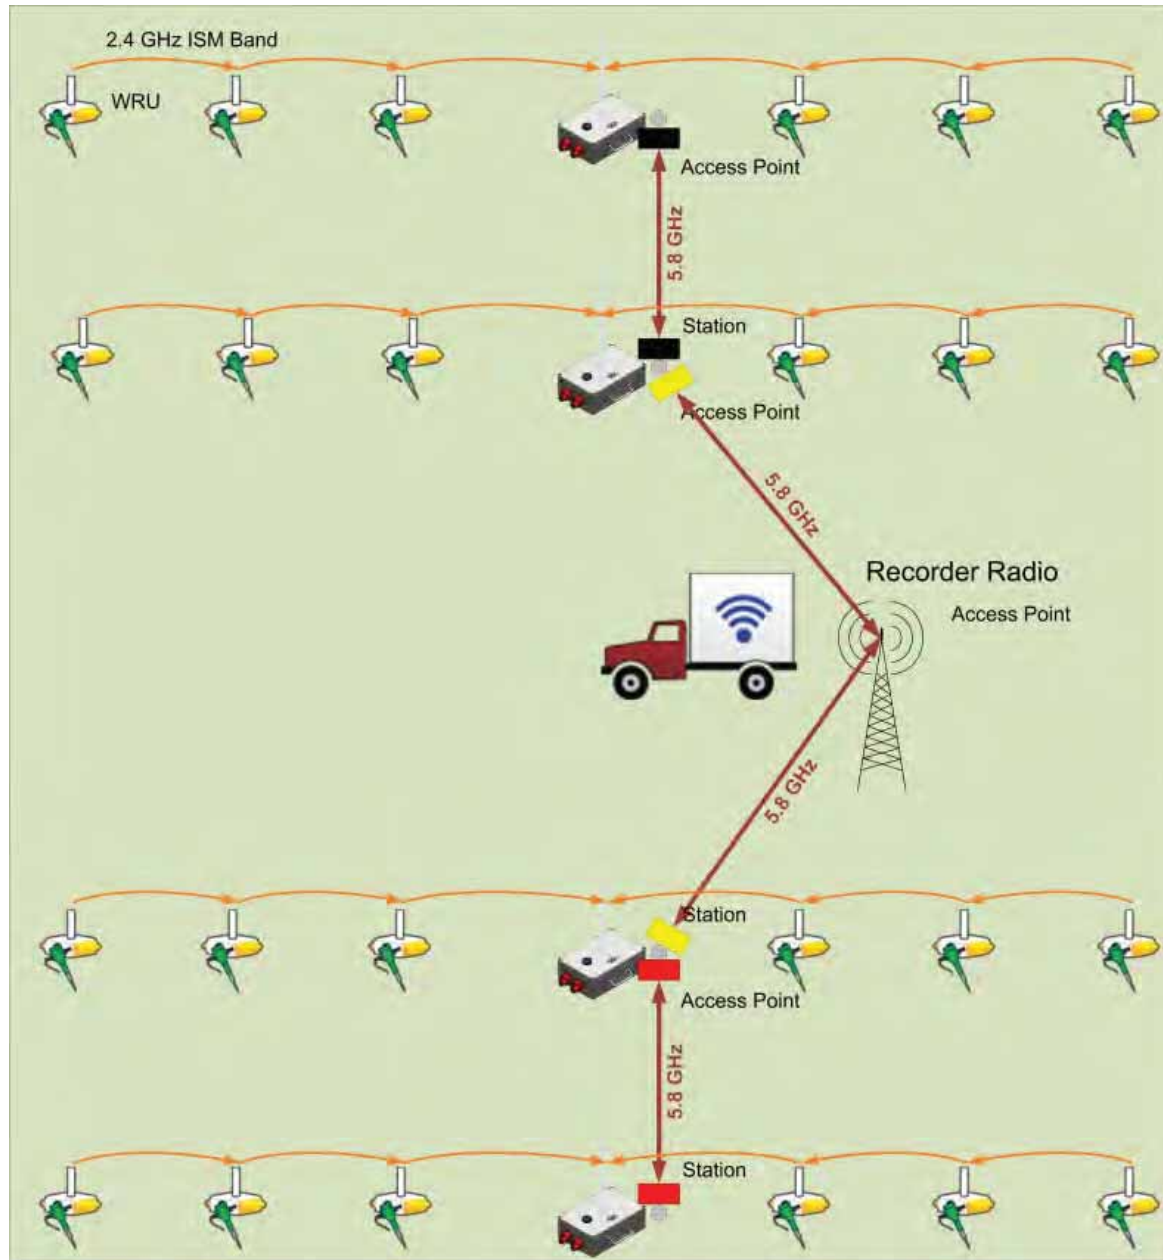 2.4 GHz ISM Band
WRU
Access Point
5.8 GHz
Station
Access Point
5.8 GHz
Recorder Radio
Access Point
5.8 GHz
Station
Access Point
5.8 GHz
Station